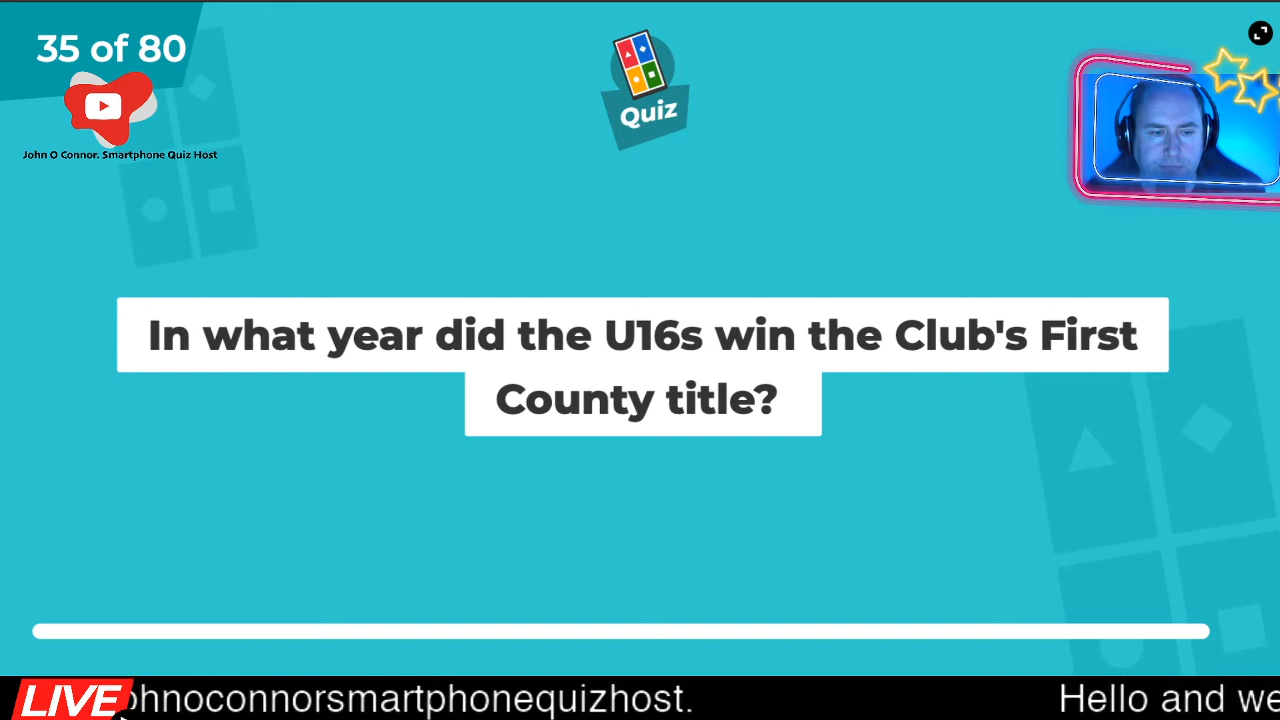 35 of 80
Quiz
John O Connor. Smartphone Quiz Host
In what year did the U16s win the Club's First
County title?
LIVE
ohnoconnorsmartphonequizhost.
Hello and we